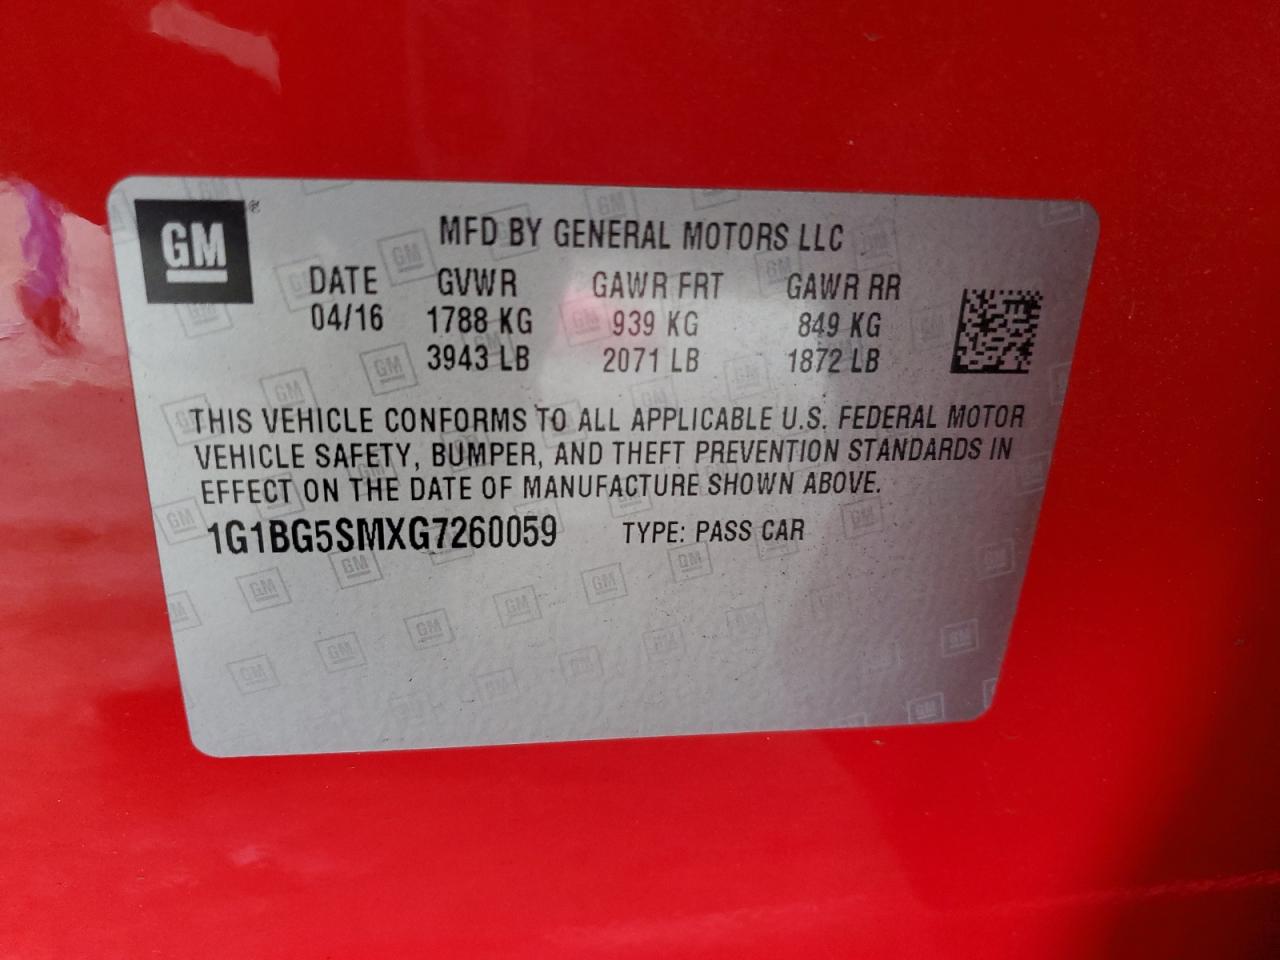 GM ®
MFD BY GENERAL MOTORS LLC
DATE GVWR GAWR FRT GAWR RR
04/16 1788 KG 939 KG 849 KG
3943 LB 2071 LB 1872 LB
THIS VEHICLE CONFORMS TO ALL APPLICABLE U.S. FEDERAL MOTOR
VEHICLE SAFETY, BUMPER, AND THEFT PREVENTION STANDARDS IN
EFFECT ON THE DATE OF MANUFACTURE SHOWN ABOVE.
1G1BG5SMXG7260059 TYPE: PASS CAR